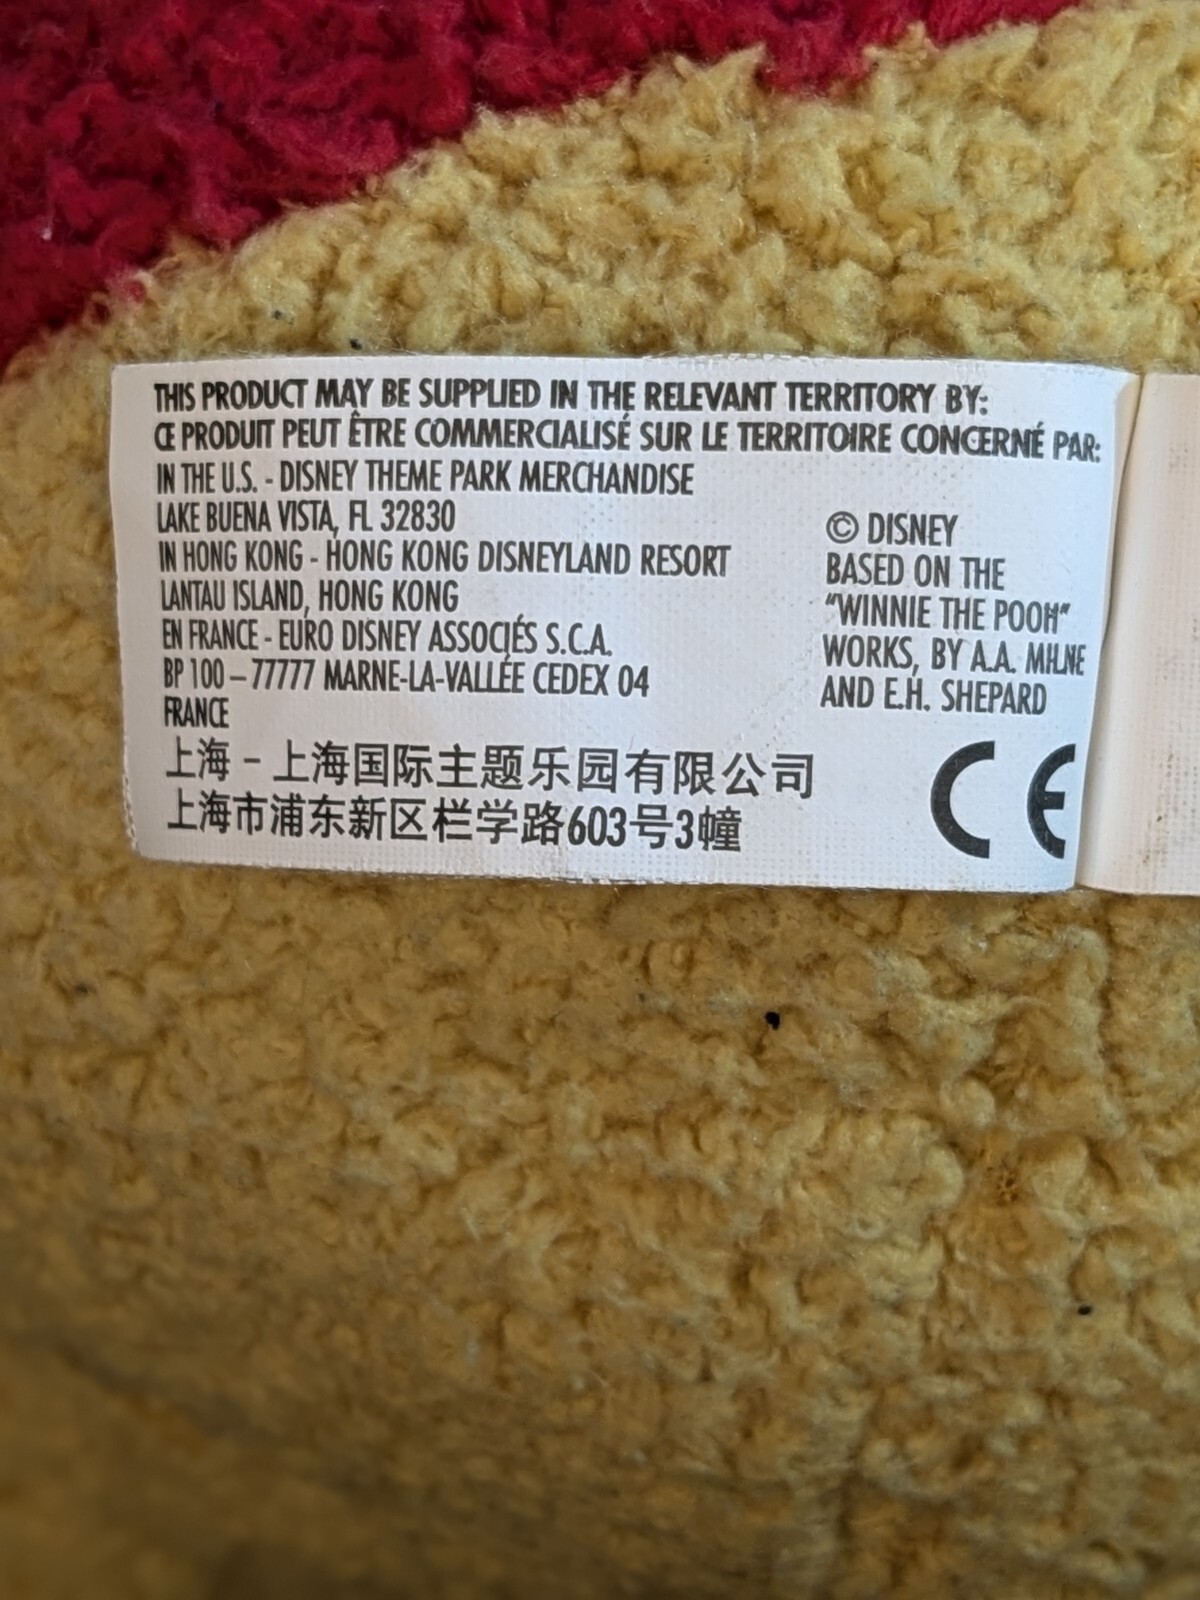 THIS PRODUCT MAY BE SUPPLIED IN THE RELEVANT TERRITORY BY:
CE PRODUIT PEUT ÊTRE COMMERCIALISÉ SUR LE TERRITOIRE CONCERNÉ PAR:
IN THE U.S. - DISNEY THEME PARK MERCHANDISE
LAKE BUENA VISTA, FL 32830
IN HONG KONG - HONG KONG DISNEYLAND RESORT
LANTAU ISLAND, HONG KONG
EN FRANCE - EURO DISNEY ASSOCIÉS S.C.A.
BP 100 – 77777 MARNE-LA-VALLÉE CEDEX 04
FRANCE
上海 - 上海国际主题乐园有限公司
上海市浦东新区栏学路603号3幢
© DISNEY
BASED ON THE
"WINNIE THE POOH"
WORKS, BY A.A. MILNE
AND E.H. SHEPARD
CE